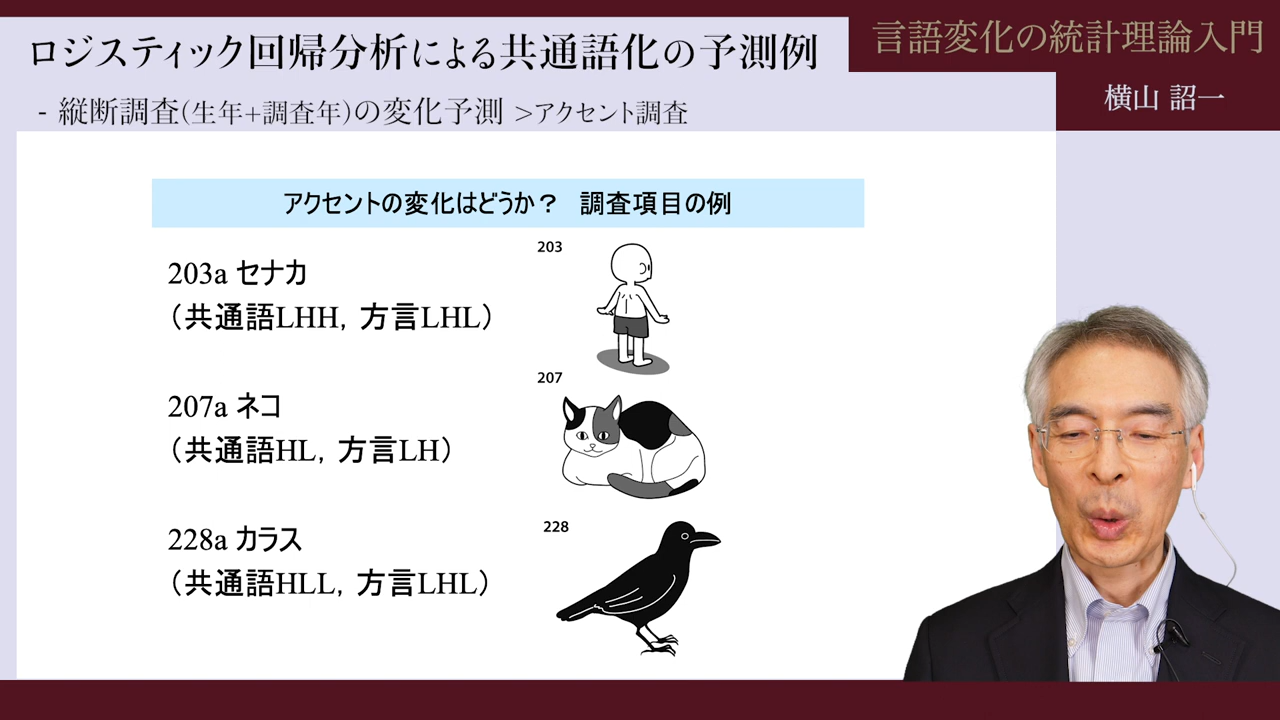 ロジスティック回帰分析による共通語化の予測例
言語変化の統計理論入門
- 縦断調査(生年+調査年)の変化予測 >アクセント調査
横山 詔一
アクセントの変化はどうか？ 調査項目の例
203a セナカ
（共通語LHH，方言LHL）
203
207a ネコ
（共通語HL，方言LH）
207
228a カラス
（共通語HLL，方言LHL）
228